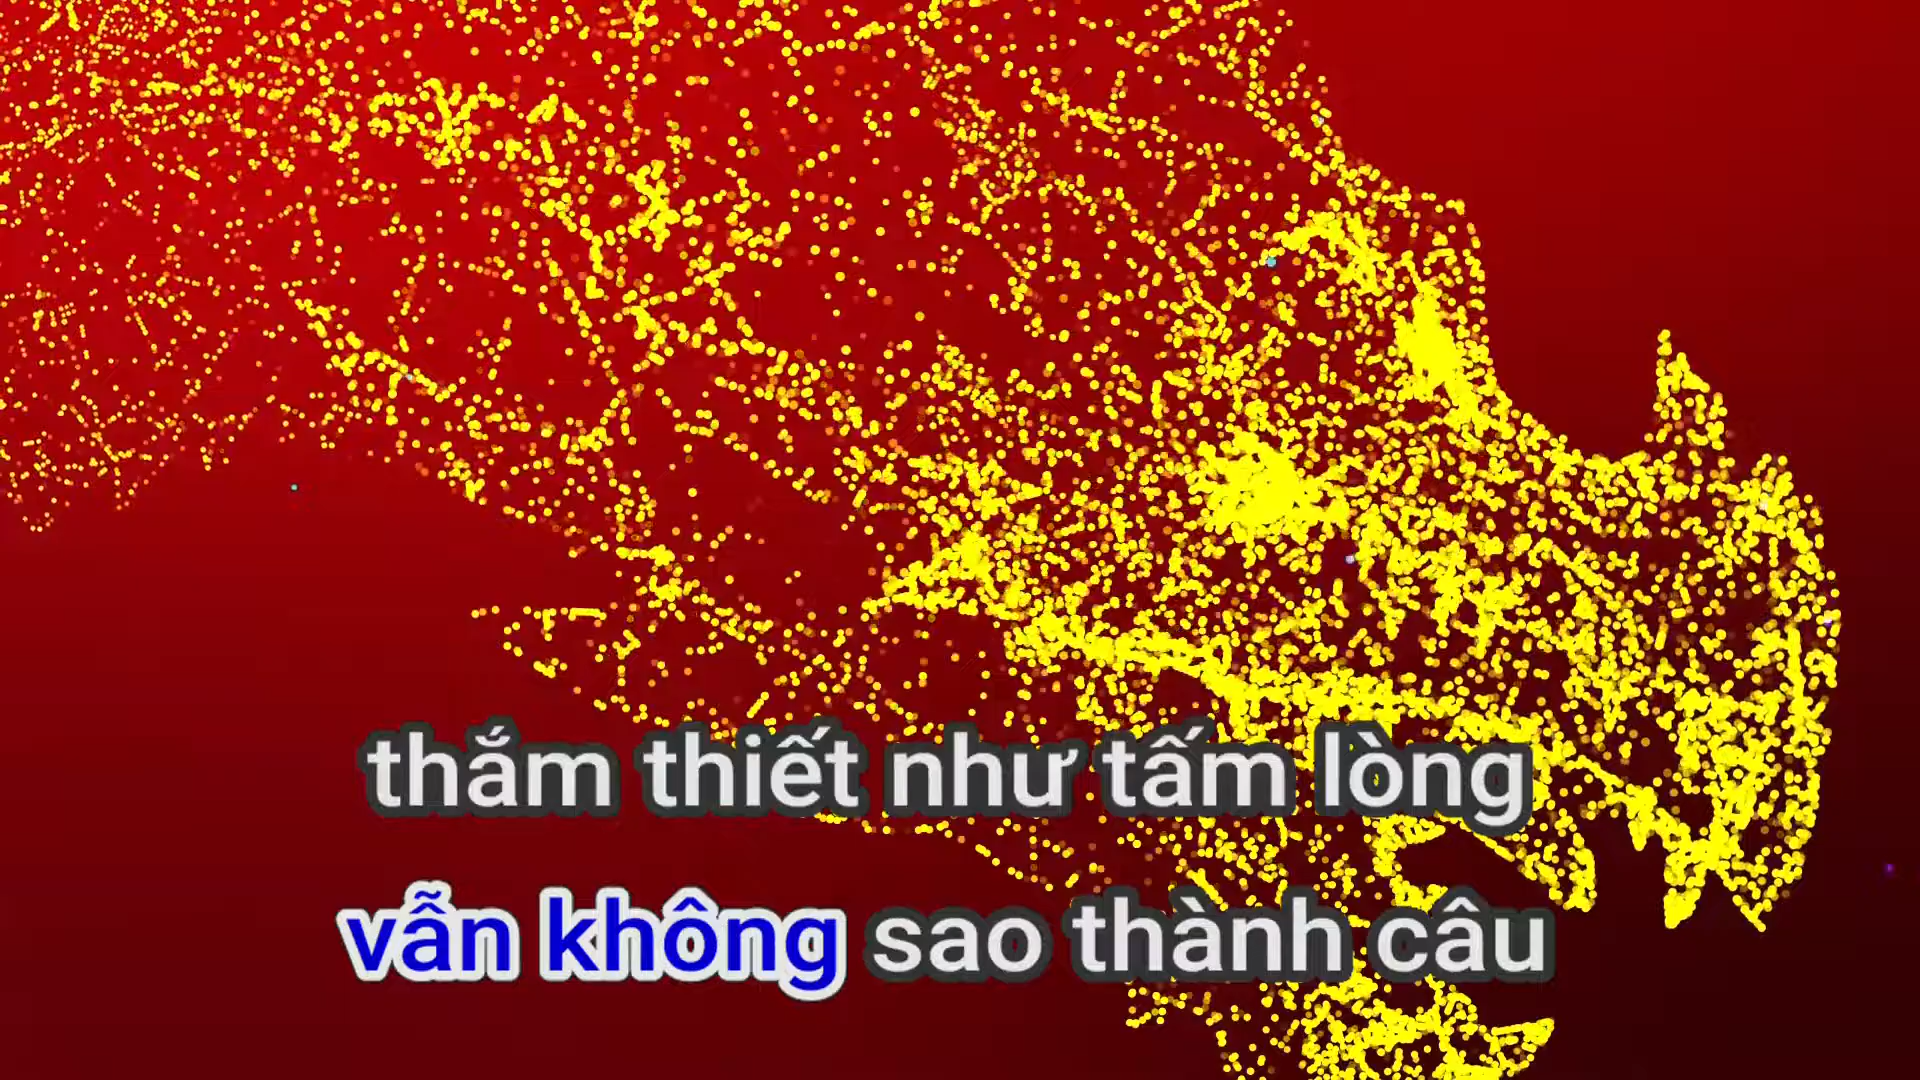 thắm thiết như tấm lòng
vẫn không sao thành câu